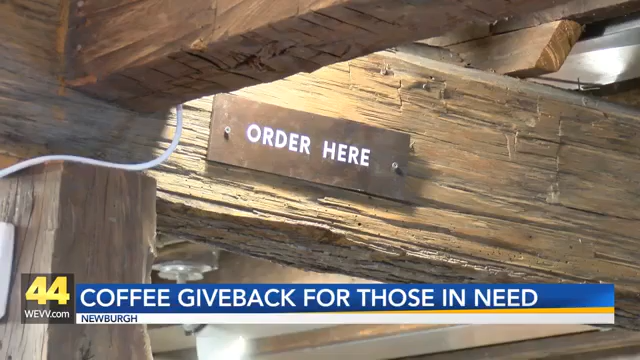 ORDER HERE
44
WEVV.com
COFFEE GIVEBACK FOR THOSE IN NEED
NEWBURGH